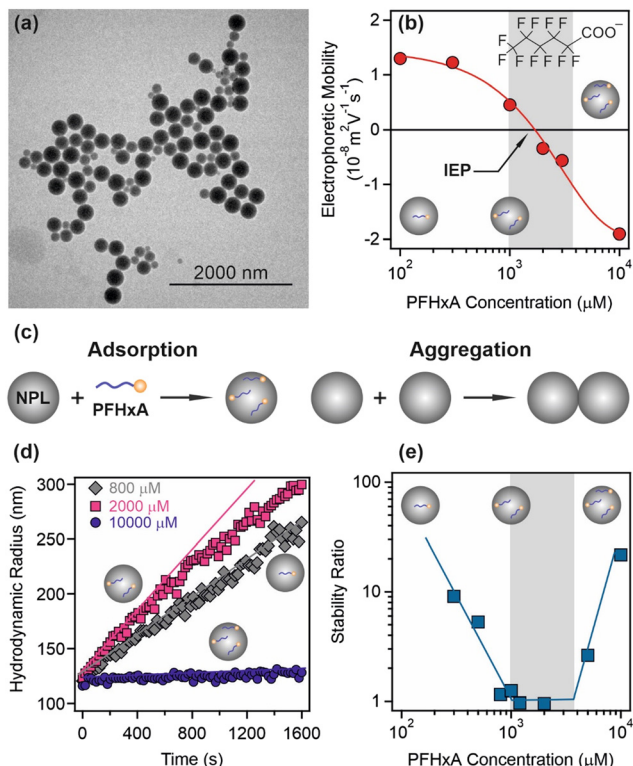 (a)
2000 nm
(b)
Electrophoretic Mobility
(10⁻⁸ m² V⁻¹ s⁻¹)
2
1
0
-1
-2
F F F F F COO⁻
F F F F F F
IEP
10² 10³ 10⁴
PFHxA Concentration (μM)
(c)
Adsorption
Aggregation
NPL + PFHxA
+
(d)
Hydrodynamic Radius (nm)
300
250
200
150
100
800 μM
2000 μM
10000 μM
0 400 800 1200 1600
Time (s)
(e)
Stability Ratio
100
10
1
10² 10³ 10⁴
PFHxA Concentration (μM)